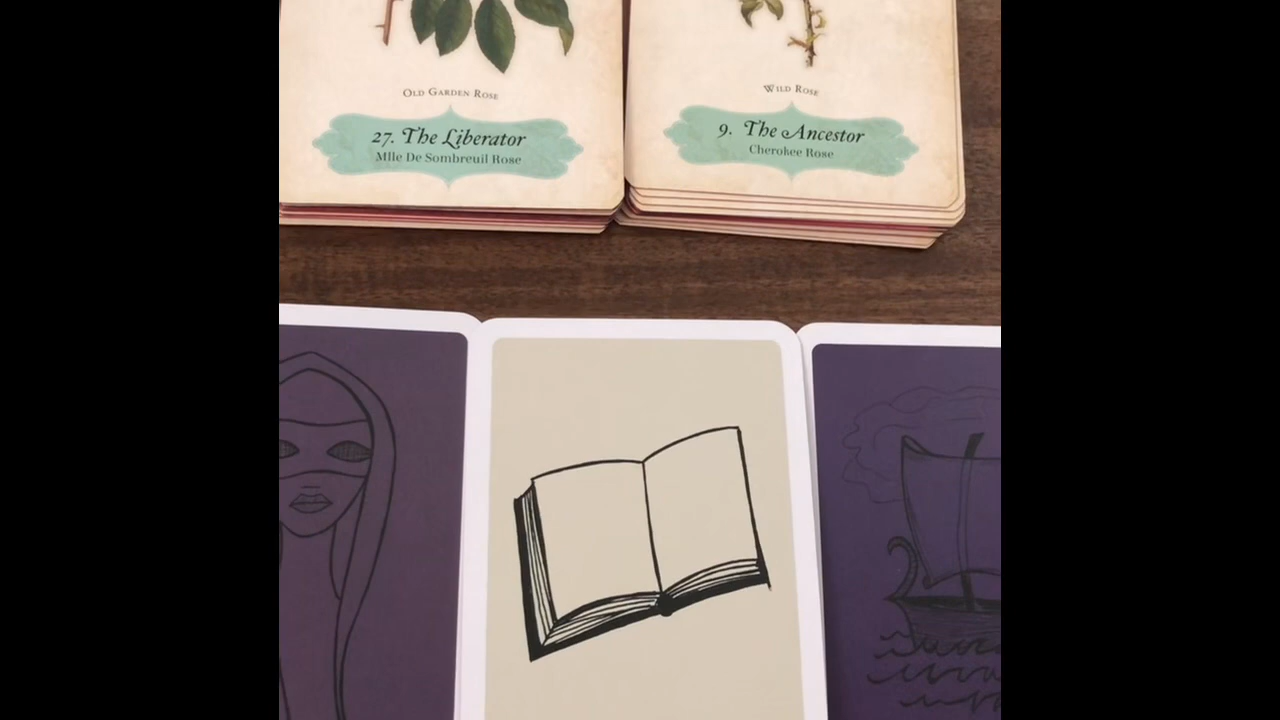 Old Garden Rose
27. The Liberator
Mlle De Sombreuil Rose
Wild Rose
9. The Ancestor
Cherokee Rose